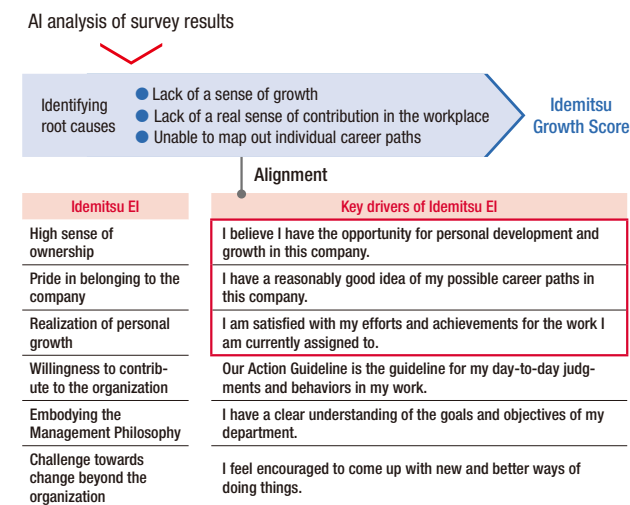 AI analysis of survey results
Identifying
root causes
● Lack of a sense of growth
● Lack of a real sense of contribution in the workplace
● Unable to map out individual career paths
Idemitsu
Growth Score
Alignment
Idemitsu EI
Key drivers of Idemitsu EI
High sense of
ownership
I believe I have the opportunity for personal development and
growth in this company.
Pride in belonging to the
company
I have a reasonably good idea of my possible career paths in
this company.
Realization of personal
growth
I am satisfied with my efforts and achievements for the work I
am currently assigned to.
Willingness to contrib-
ute to the organization
Our Action Guideline is the guideline for my day-to-day judg-
ments and behaviors in my work.
Embodying the
Management Philosophy
I have a clear understanding of the goals and objectives of my
department.
Challenge towards
change beyond the
organization
I feel encouraged to come up with new and better ways of
doing things.